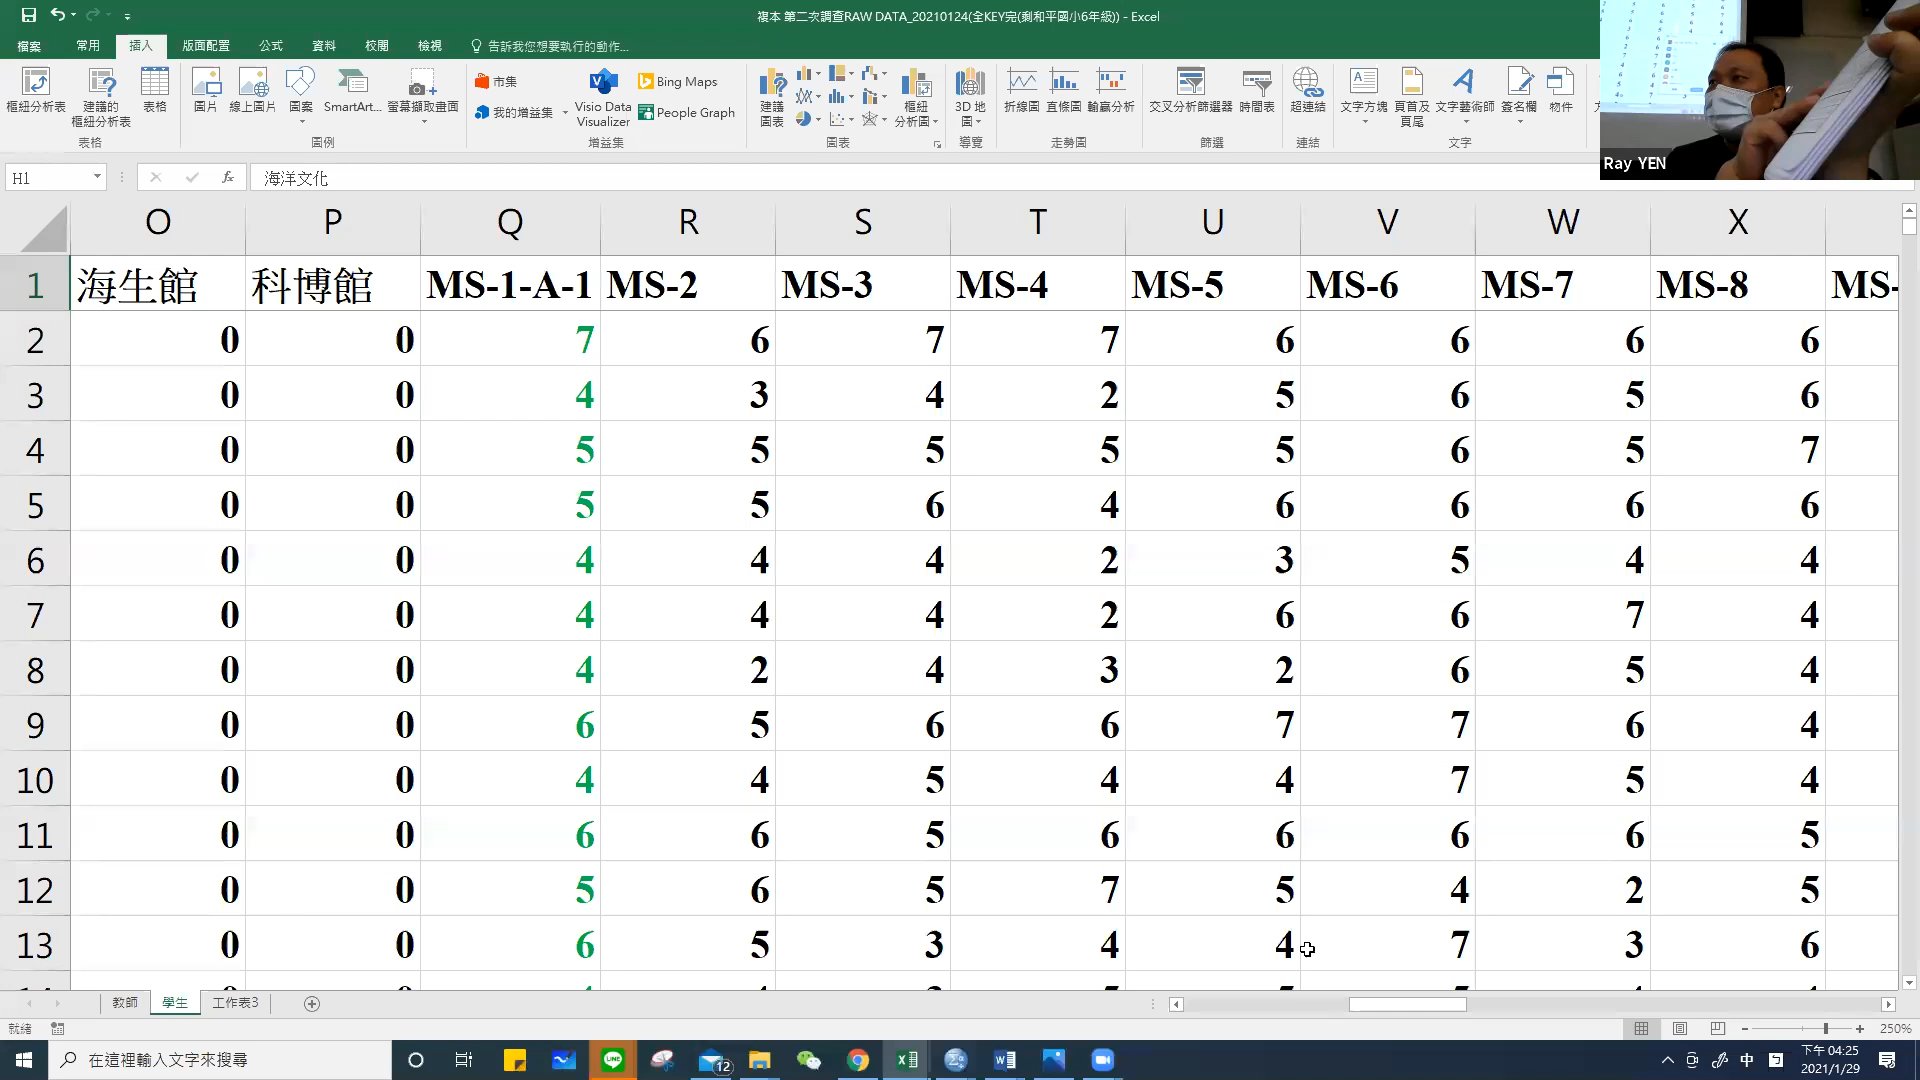 複本 第二次調查RAW DATA_20210124(全KEY完(剩和平國小6年級)) - Excel
檔案 常用 插入 版面配置 公式 資料 校閱 檢視 告訴我您想要執行的動作...
樞紐分析表 建議的 樞紐分析表 表格 圖片 線上圖片 圖案 SmartArt... 螢幕擷取畫面 市集 我的增益集 Visio Data Visualizer Bing Maps People Graph 建議 圖表 樞紐 分析圖 3D 地 圖 折線圖 直條圖 輸贏分析 交叉分析篩選器 時間表 超連結 文字方塊 頁首及 頁尾 文字藝術師 簽名欄 物件
表格 圖例 增益集 圖表 導覽 走勢圖 篩選 連結 文字
Ray YEN
H1 fx 海洋文化
O P Q R S T U V W X
1 海生館 科博館 MS-1-A-1 MS-2 MS-3 MS-4 MS-5 MS-6 MS-7 MS-8 MS-
2 0 0 7 6 7 7 6 6 6 6
3 0 0 4 3 4 2 5 6 5 6
4 0 0 5 5 5 5 5 6 5 7
5 0 0 5 5 6 4 6 6 6 6
6 0 0 4 4 4 2 3 5 4 4
7 0 0 4 4 4 2 6 6 7 4
8 0 0 4 2 4 3 2 6 5 4
9 0 0 6 5 6 6 7 7 6 4
10 0 0 4 4 5 4 4 7 5 4
11 0 0 6 6 5 6 6 6 6 5
12 0 0 5 6 5 7 5 4 2 5
13 0 0 6 5 3 4 4 7 3 6
教師 學生 工作表3
就緒 250%
在這裡輸入文字來搜尋 LINE 12 中 下午 04:25
2021/1/29